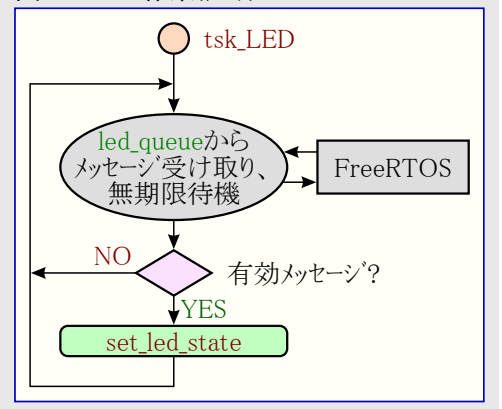 tsk_LED
led_queueから
メッセージ受け取り、
無期限待機
FreeRTOS
NO
有効メッセージ?
YES
set_led_state